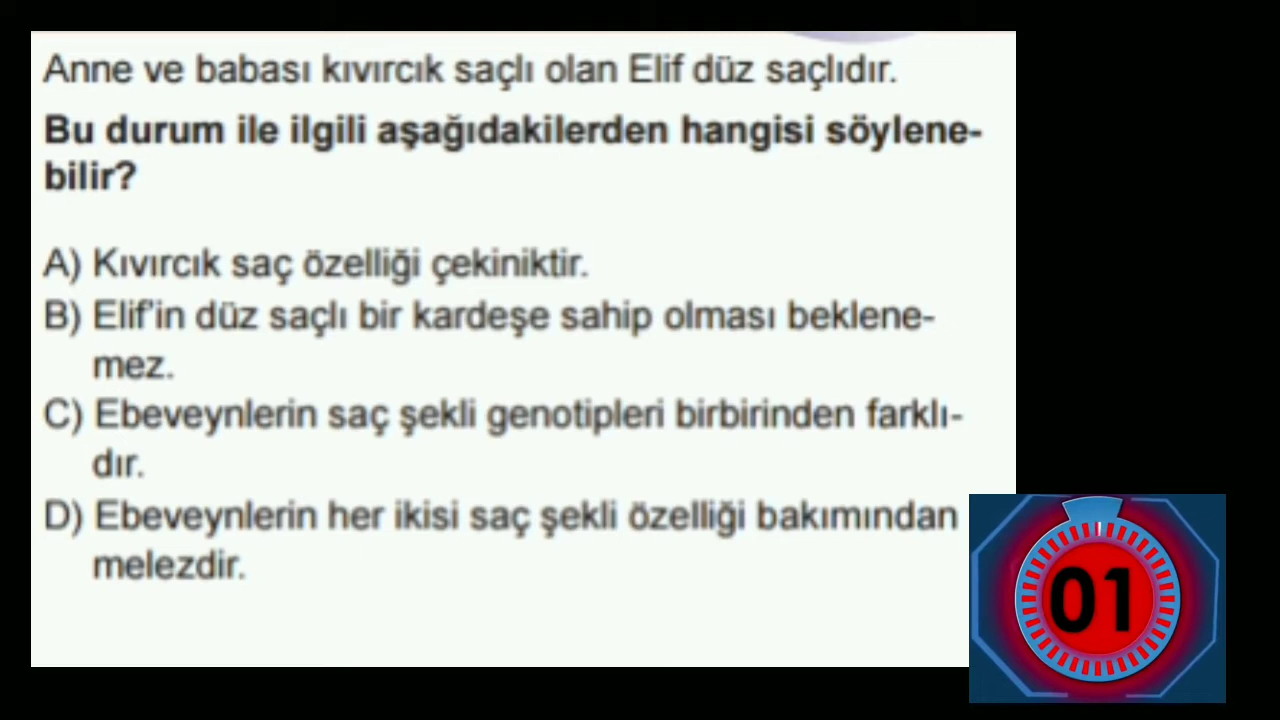 Anne ve babası kıvırcık saçlı olan Elif düz saçlıdır.
Bu durum ile ilgili aşağıdakilerden hangisi söylene-
bilir?
A) Kıvırcık saç özelliği çekiniktir.
B) Elif'in düz saçlı bir kardeşe sahip olması beklene-
mez.
C) Ebeveynlerin saç şekli genotipleri birbirinden farklı-
dır.
D) Ebeveynlerin her ikisi saç şekli özelliği bakımından
melezdir.
01